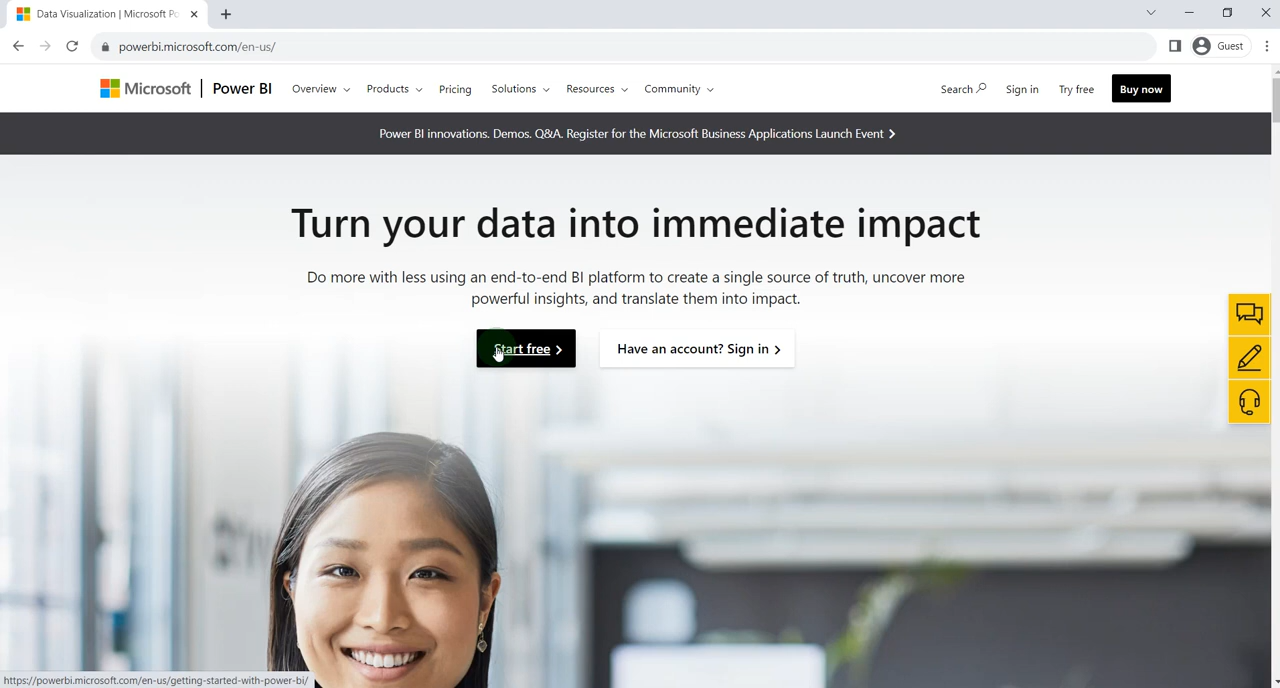 Data Visualization | Microsoft Po
powerbi.microsoft.com/en-us/
Guest
Microsoft
Power BI
Overview
Products
Pricing
Solutions
Resources
Community
Search
Sign in
Try free
Buy now
Power BI innovations. Demos. Q&A. Register for the Microsoft Business Applications Launch Event
Turn your data into immediate impact
Do more with less using an end-to-end BI platform to create a single source of truth, uncover more
powerful insights, and translate them into impact.
Start free
Have an account? Sign in
https://powerbi.microsoft.com/en-us/getting-started-with-power-bi/